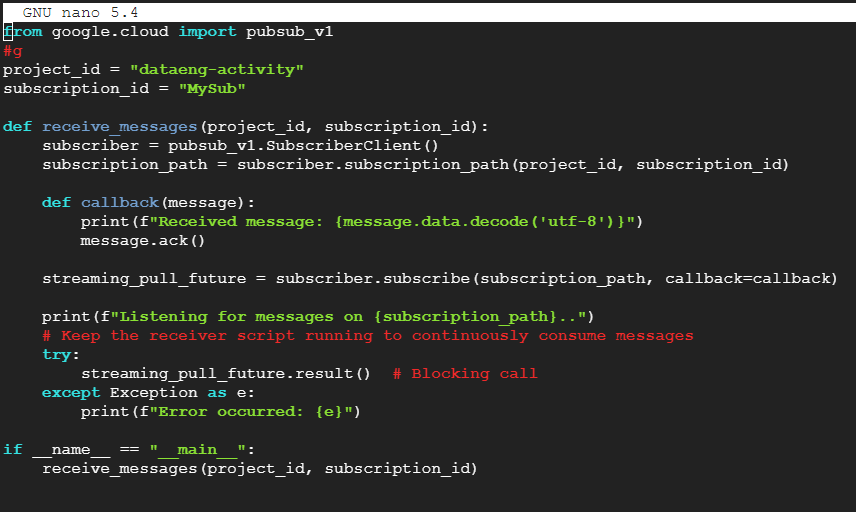 GNU nano 5.4
from google.cloud import pubsub_v1
#g
project_id = "dataeng-activity"
subscription_id = "MySub"

def receive_messages(project_id, subscription_id):
    subscriber = pubsub_v1.SubscriberClient()
    subscription_path = subscriber.subscription_path(project_id, subscription_id)

    def callback(message):
        print(f"Received message: {message.data.decode('utf-8')}")
        message.ack()

    streaming_pull_future = subscriber.subscribe(subscription_path, callback=callback)

    print(f"Listening for messages on {subscription_path}..")
    # Keep the receiver script running to continuously consume messages
    try:
        streaming_pull_future.result()  # Blocking call
    except Exception as e:
        print(f"Error occurred: {e}")

if __name__ == "__main__":
    receive_messages(project_id, subscription_id)